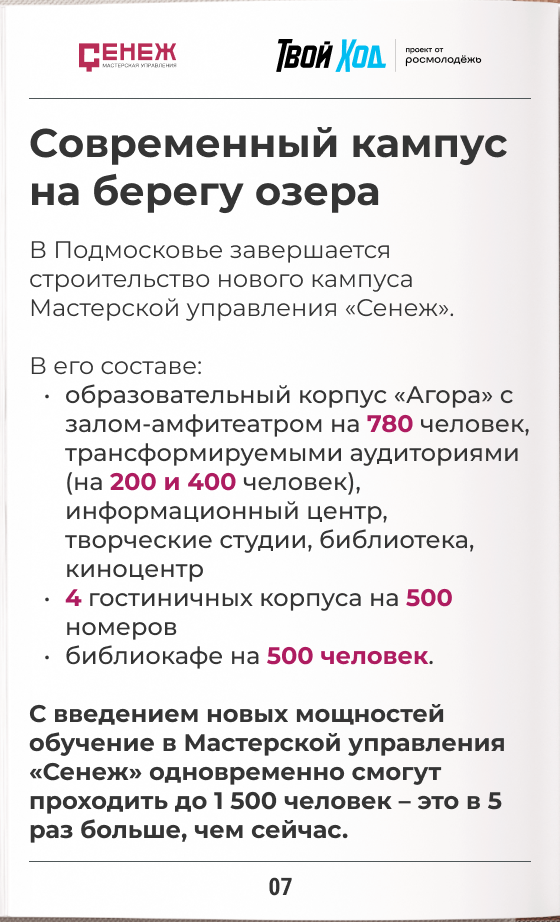 СЕНЕЖ
МАСТЕРСКАЯ УПРАВЛЕНИЯ
ТВОЙ ХОД
проект от
росмолодёжь
Современный кампус
на берегу озера
В Подмосковье завершается
строительство нового кампуса
Мастерской управления «Сенеж».
В его составе:
• образовательный корпус «Агора» с
залом-амфитеатром на 780 человек,
трансформируемыми аудиториями
(на 200 и 400 человек),
информационный центр,
творческие студии, библиотека,
киноцентр
• 4 гостиничных корпуса на 500
номеров
• библиокафе на 500 человек.
С введением новых мощностей
обучение в Мастерской управления
«Сенеж» одновременно смогут
проходить до 1 500 человек – это в 5
раз больше, чем сейчас.
07